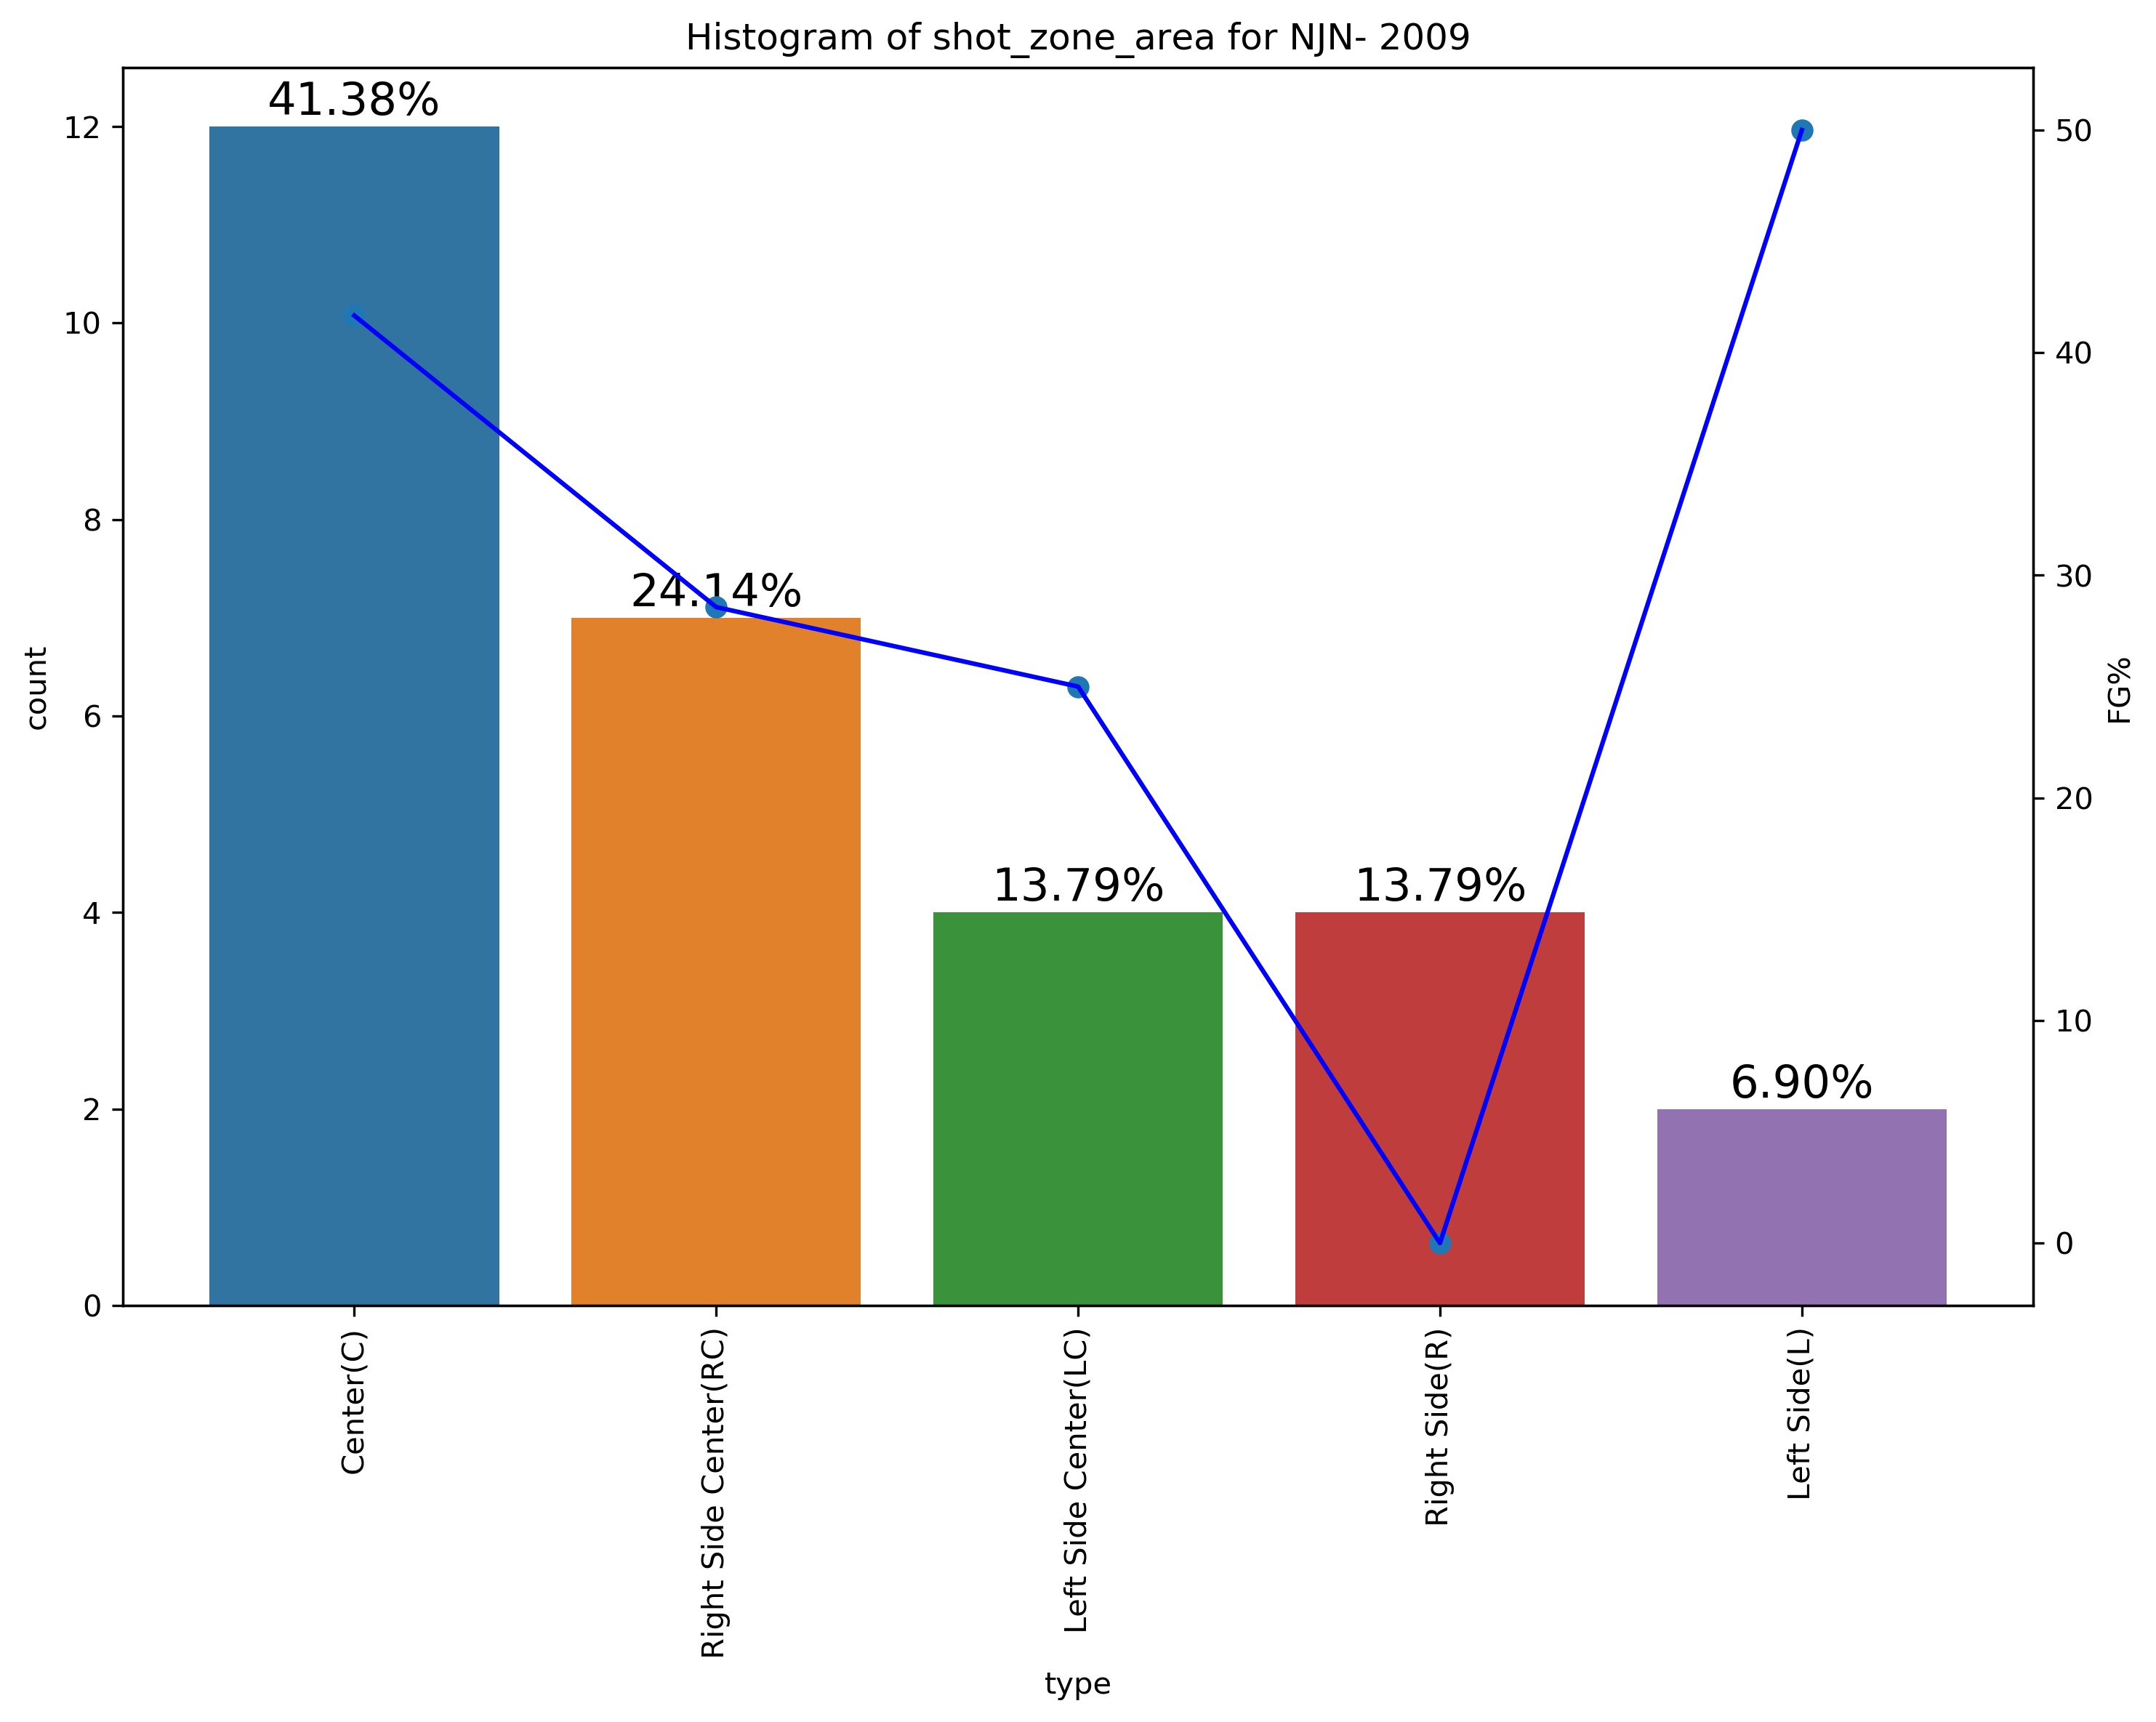 Histogram of shot_zone_area for NJN- 2009
41.38%
24.14%
13.79%
13.79%
6.90%
12
10
8
6
4
2
0
count
50
40
30
20
10
0
FG%
Center(C)
Right Side Center(RC)
Left Side Center(LC)
Right Side(R)
Left Side(L)
type